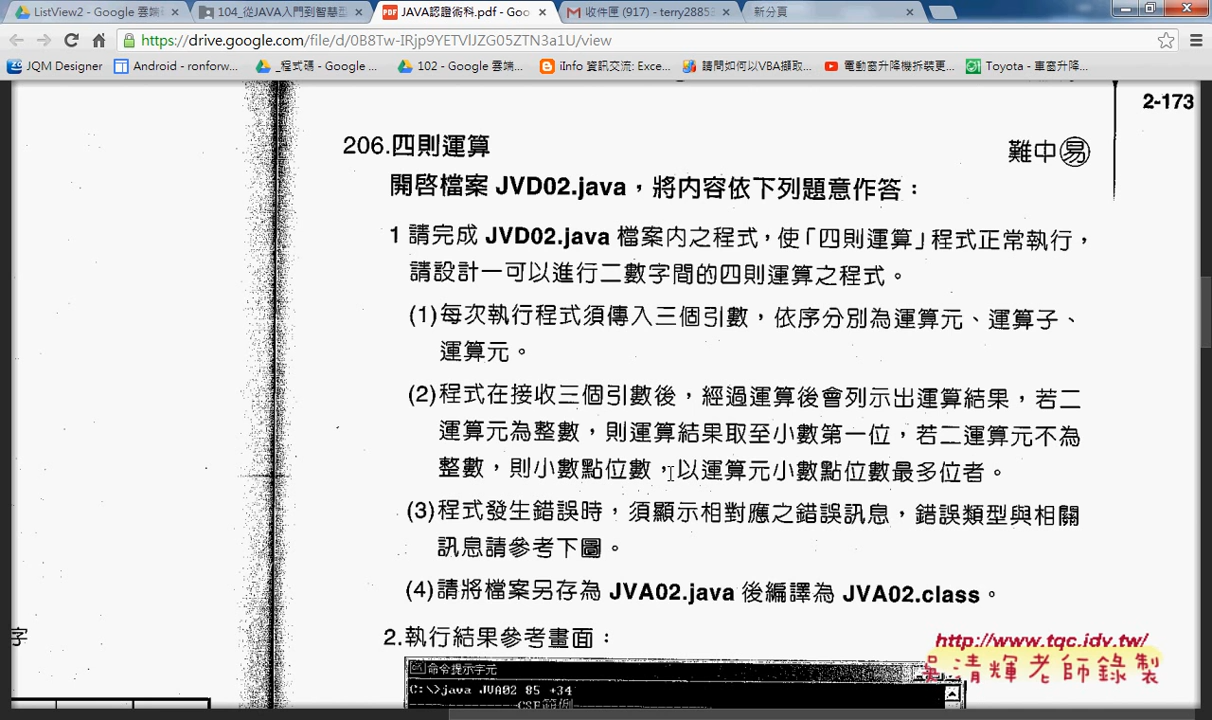 ListView2 - Google 雲端
104_從JAVA入門到智慧型
JAVA認證術科.pdf - Goo
收件匣 (917) - terry2885
新分頁
https://drive.google.com/file/d/0B8Tw-IRjp9YETVlJZG05ZTN3a1U/view
JQM Designer
Android - ronforw...
_程式碼 - Google ...
102 - Google 雲端...
iInfo 資訊交流: Exce...
請問如何以VBA擷取...
電動窗升降機拆裝更...
Toyota - 車窗升降...
2-173
206.四則運算
難中易
開啓檔案 JVD02.java，將內容依下列題意作答：
1 請完成 JVD02.java 檔案內之程式，使「四則運算」程式正常執行，
請設計一可以進行二數字間的四則運算之程式。
(1)每次執行程式須傳入三個引數，依序分別為運算元、運算子、
運算元。
(2)程式在接收三個引數後，經過運算後會列示出運算結果，若二
運算元為整數，則運算結果取至小數第一位，若二運算元不為
整數，則小數點位數，以運算元小數點位數最多位者。
(3)程式發生錯誤時，須顯示相對應之錯誤訊息，錯誤類型與相關
訊息請參考下圖。
(4)請將檔案另存為 JVA02.java 後編譯為 JVA02.class。
字
2.執行結果參考畫面：
命令提示字元
C:\>java JVA02 85 +34
CSF範例
http://www.tqc.idv.tw/
吳清輝老師錄製